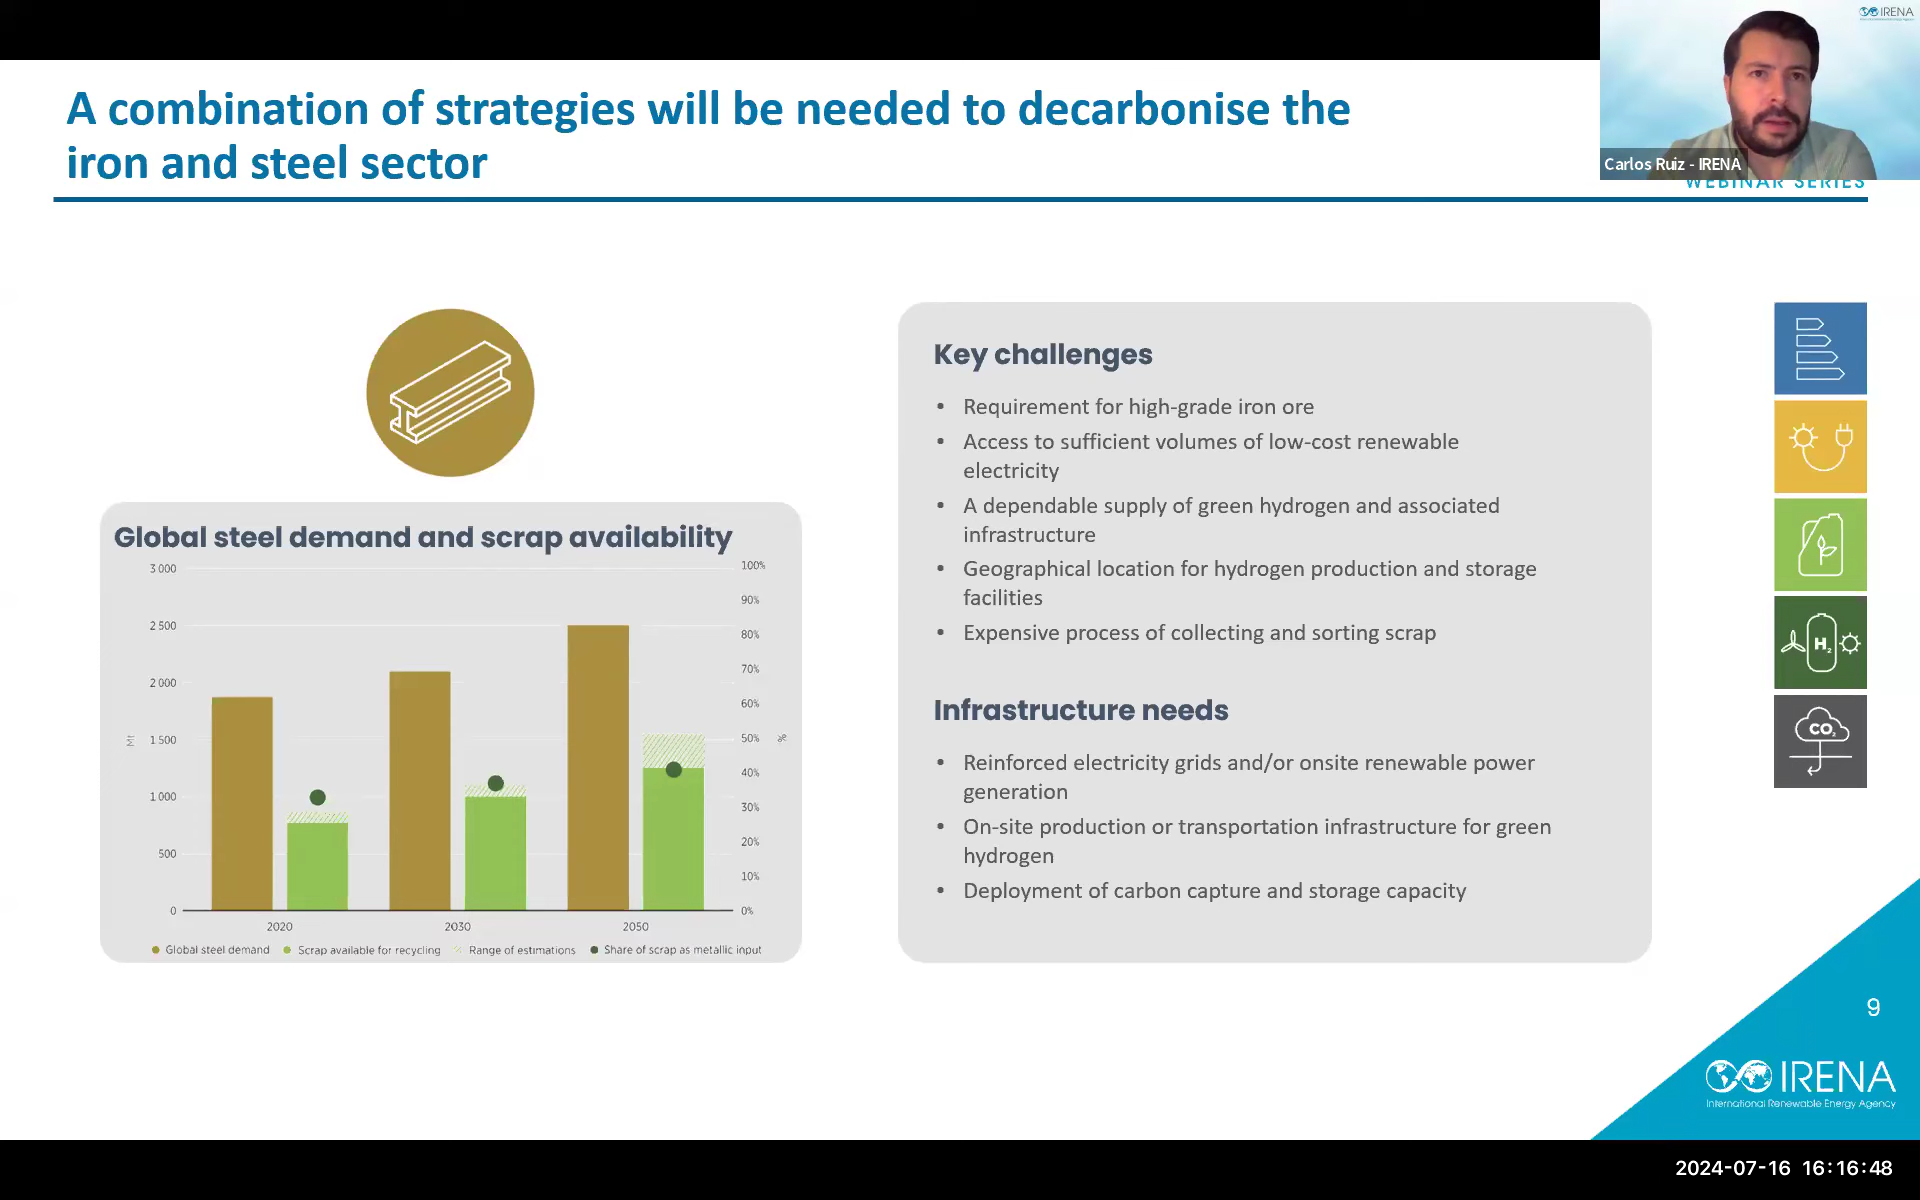 IRENA
A combination of strategies will be needed to decarbonise the
iron and steel sector
Carlos Ruiz - IRENA
WEBINAR SERIES
Global steel demand and scrap availability
3 000
2 500
2 000
1 500
1 000
500
0
Mt
100%
90%
80%
70%
60%
50%
40%
30%
20%
10%
0%
%
2020
2030
2050
Global steel demand
Scrap available for recycling
Range of estimations
Share of scrap as metallic input
Key challenges
• Requirement for high-grade iron ore
• Access to sufficient volumes of low-cost renewable
electricity
• A dependable supply of green hydrogen and associated
infrastructure
• Geographical location for hydrogen production and storage
facilities
• Expensive process of collecting and sorting scrap
Infrastructure needs
• Reinforced electricity grids and/or onsite renewable power
generation
• On-site production or transportation infrastructure for green
hydrogen
• Deployment of carbon capture and storage capacity
H₂
CO₂
9
IRENA
International Renewable Energy Agency
2024-07-16 16:16:48